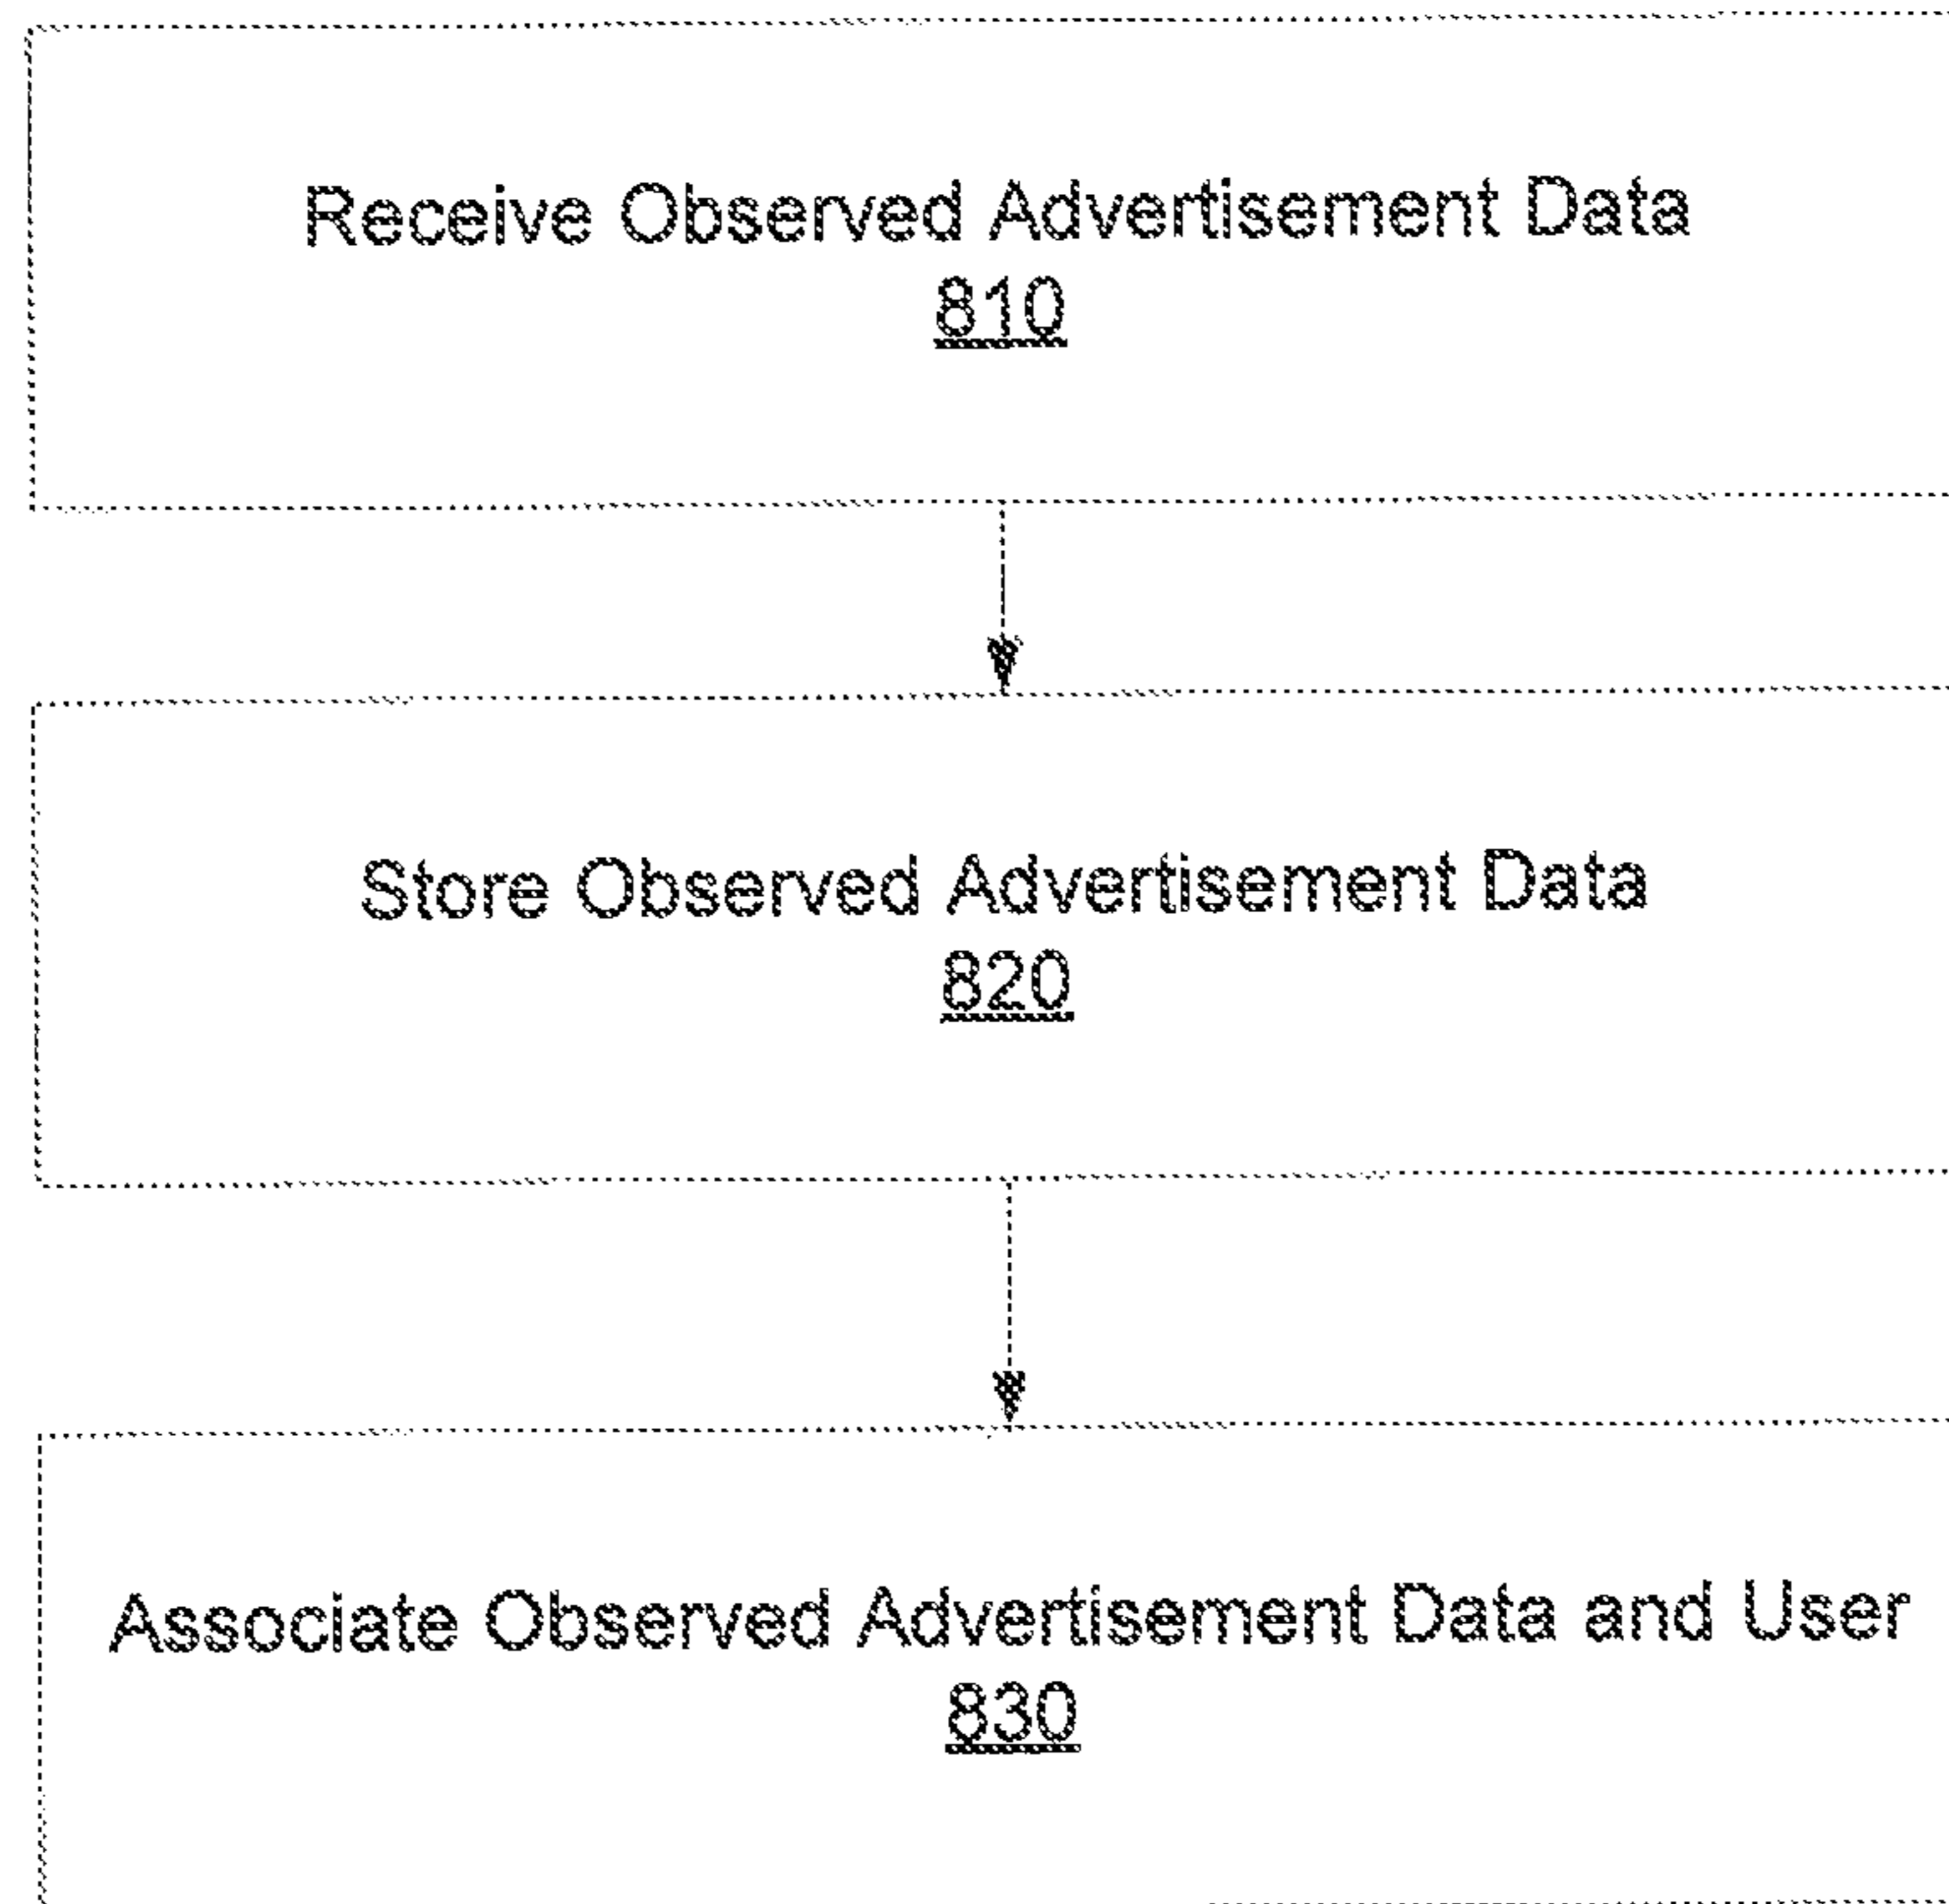 Receive Observed Advertisement Data
810
Store Observed Advertisement Data
820
Associate Observed Advertisement Data and User
830